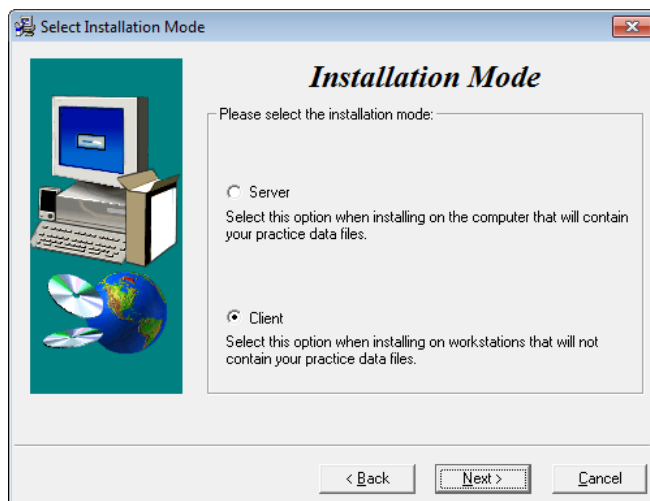 Select Installation Mode
Installation Mode
Please select the installation mode:
Server
Select this option when installing on the computer that will contain
your practice data files.
Client
Select this option when installing on workstations that will not
contain your practice data files.
< Back
Next >
Cancel